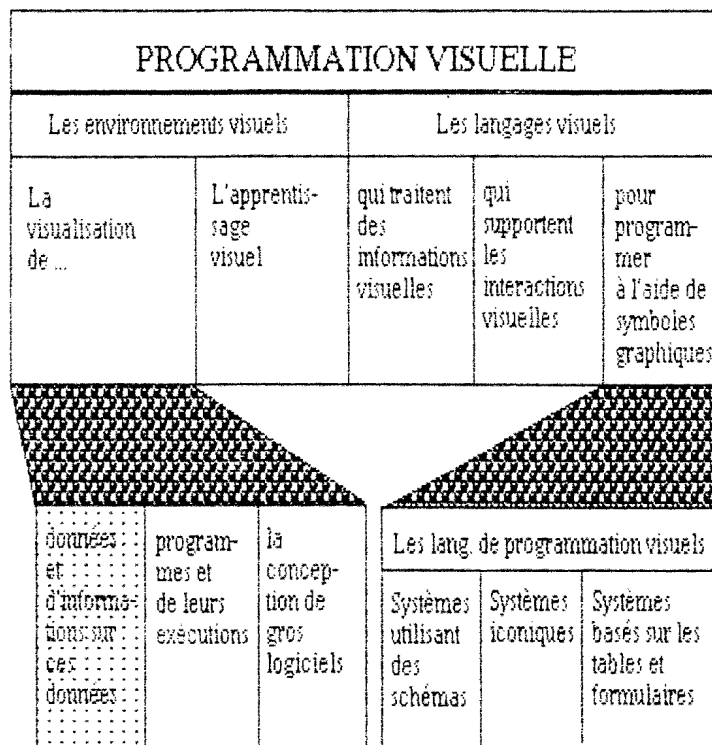 PROGRAMMATION VISUELLE
Les environnements visuels
Les langages visuels
La
visualisation
de ...
L'apprentis-
sage
visuel
qui traitent
des
informations
visuelles
qui
supportent
les
interactions
visuelles
pour
program-
mer
à l'aide de
symboles
graphiques
données
et
d'informa-
tions sur
ces
données
program-
mes et
de leurs
exécutions
la
concep-
tion de
gros
logiciels
Les lang. de programmation visuels
Systèmes
utilisant
des
schémas
Systèmes
iconiques
Systèmes
basés sur les
tables et
formulaires